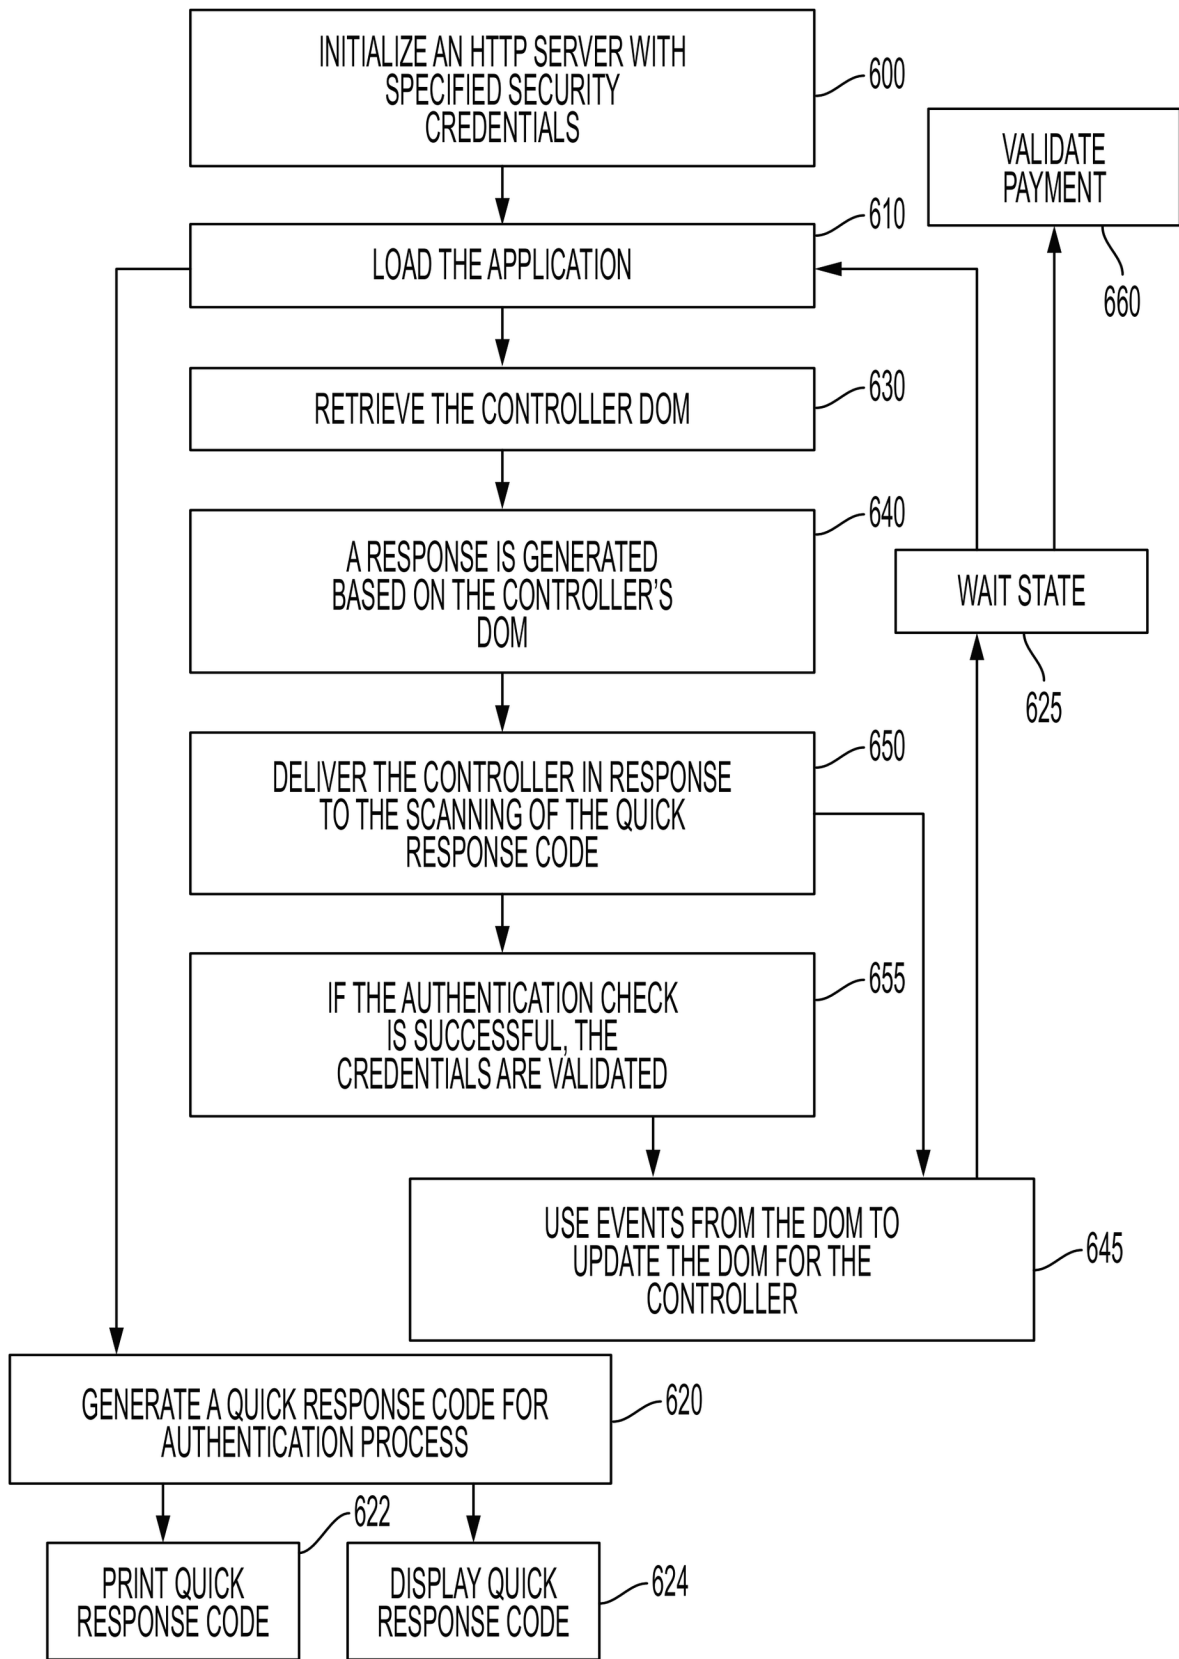 INITIALIZE AN HTTP SERVER WITH
SPECIFIED SECURITY
CREDENTIALS
600
VALIDATE
PAYMENT
660
LOAD THE APPLICATION
610
RETRIEVE THE CONTROLLER DOM
630
A RESPONSE IS GENERATED
BASED ON THE CONTROLLER'S
DOM
640
WAIT STATE
625
DELIVER THE CONTROLLER IN RESPONSE
TO THE SCANNING OF THE QUICK
RESPONSE CODE
650
IF THE AUTHENTICATION CHECK
IS SUCCESSFUL, THE
CREDENTIALS ARE VALIDATED
655
USE EVENTS FROM THE DOM TO
UPDATE THE DOM FOR THE
CONTROLLER
645
GENERATE A QUICK RESPONSE CODE FOR
AUTHENTICATION PROCESS
620
PRINT QUICK
RESPONSE CODE
622
DISPLAY QUICK
RESPONSE CODE
624